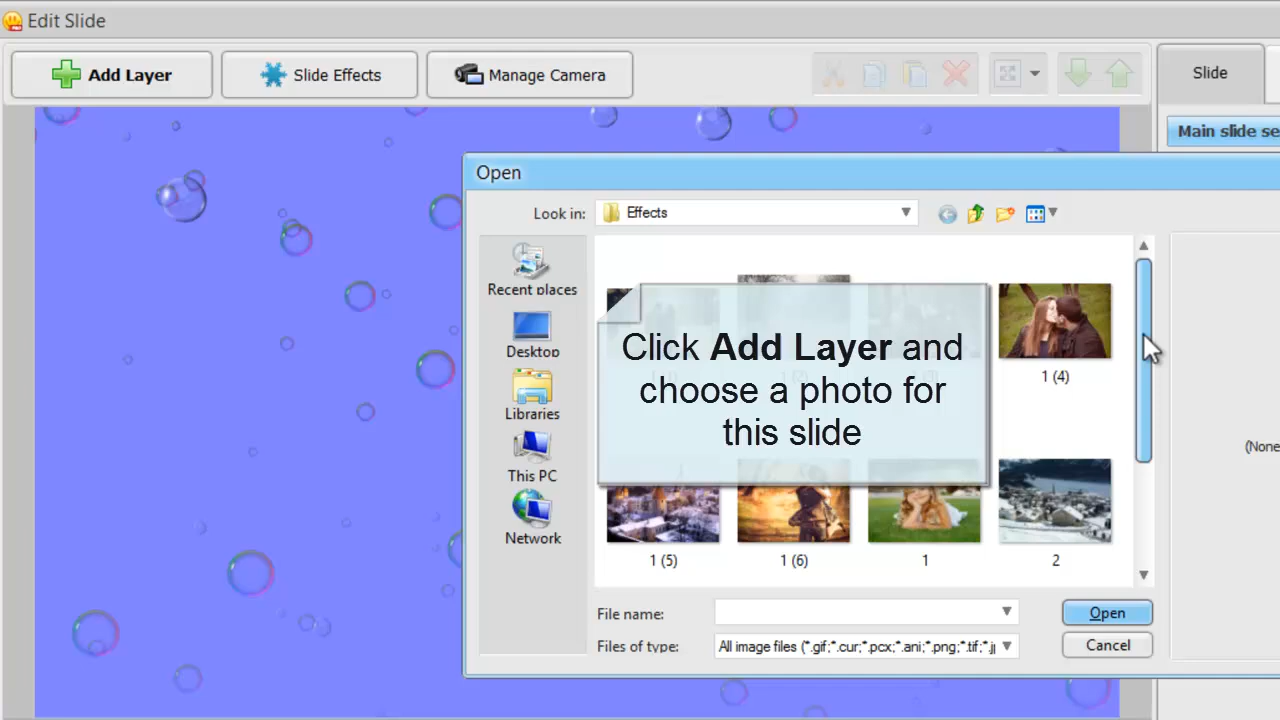 Edit Slide
Add Layer
Slide Effects
Manage Camera
Slide
Main slide se
Open
Look in:
Effects
Recent places
Desktop
Libraries
This PC
Network
Click Add Layer and
choose a photo for
this slide
1 (4)
1 (5)
1 (6)
1
2
(None
File name:
Open
Files of type:
All image files (*.gif;*.cur;*.pcx;*.ani;*.png;*.tif;*.j
Cancel